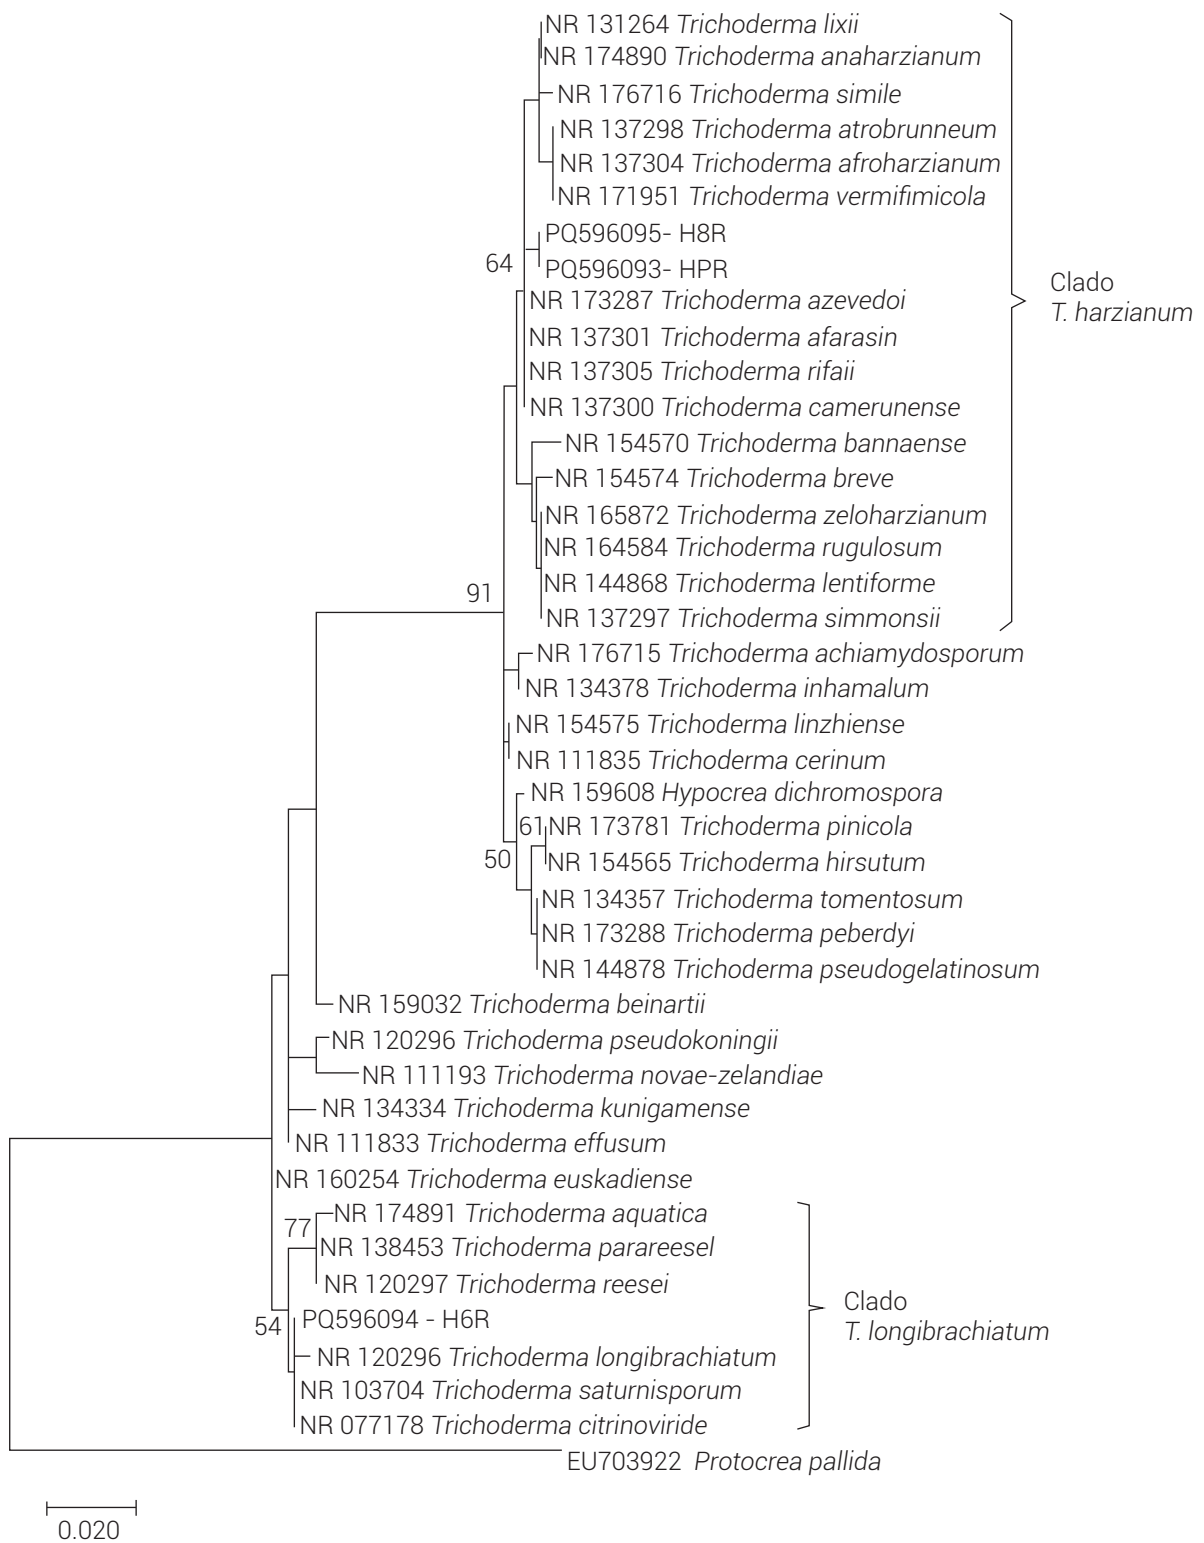 NR 131264 Trichoderma lixii
NR 174890 Trichoderma anaharzianum
NR 176716 Trichoderma simile
NR 137298 Trichoderma atrobrunneum
NR 137304 Trichoderma afroharzianum
NR 171951 Trichoderma vermifimicola
PQ596095- H8R
64
PQ596093- HPR
Clado
T. harzianum
NR 173287 Trichoderma azevedoi
NR 137301 Trichoderma afarasin
NR 137305 Trichoderma rifaii
NR 137300 Trichoderma camerunense
NR 154570 Trichoderma bannaense
NR 154574 Trichoderma breve
NR 165872 Trichoderma zeloharzianum
NR 164584 Trichoderma rugulosum
NR 144868 Trichoderma lentiforme
91
NR 137297 Trichoderma simmonsii
NR 176715 Trichoderma achiamydosporum
NR 134378 Trichoderma inhamalum
NR 154575 Trichoderma linzhiense
NR 111835 Trichoderma cerinum
NR 159608 Hypocrea dichromospora
61 NR 173781 Trichoderma pinicola
50 NR 154565 Trichoderma hirsutum
NR 134357 Trichoderma tomentosum
NR 173288 Trichoderma peberdyi
NR 144878 Trichoderma pseudogelatinosum
NR 159032 Trichoderma beinartii
NR 120296 Trichoderma pseudokoningii
NR 111193 Trichoderma novae-zelandiae
NR 134334 Trichoderma kunigamense
NR 111833 Trichoderma effusum
NR 160254 Trichoderma euskadiense
NR 174891 Trichoderma aquatica
77
NR 138453 Trichoderma parareesel
NR 120297 Trichoderma reesei
PQ596094 - H6R
54
Clado
T. longibrachiatum
NR 120296 Trichoderma longibrachiatum
NR 103704 Trichoderma saturnisporum
NR 077178 Trichoderma citrinoviride
EU703922 Protocrea pallida
0.020